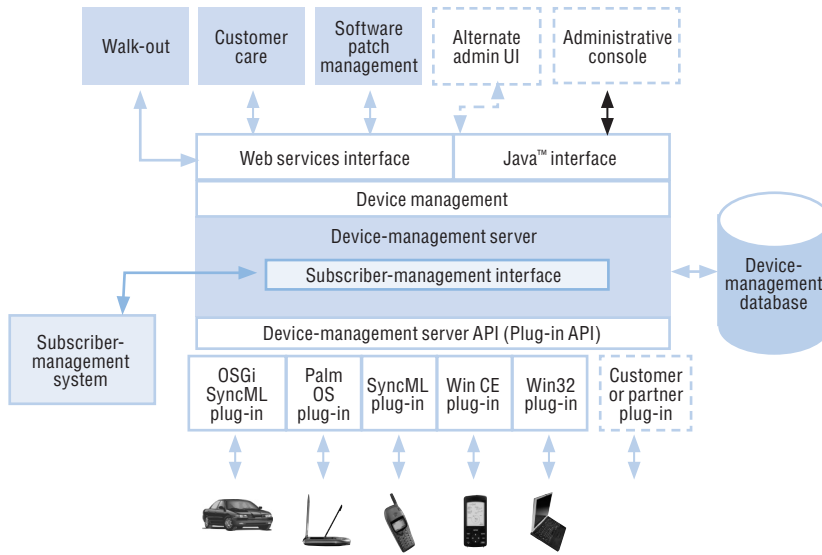 Walk-out
Customer
care
Software
patch
management
Alternate
admin UI
Administrative
console
Web services interface
Java™ interface
Device management
Device-management server
Subscriber-management interface
Device-
management
database
Subscriber-
management
system
Device-management server API (Plug-in API)
OSGi
SyncML
plug-in
Palm
OS
plug-in
SyncML
plug-in
Win CE
plug-in
Win32
plug-in
Customer
or partner
plug-in